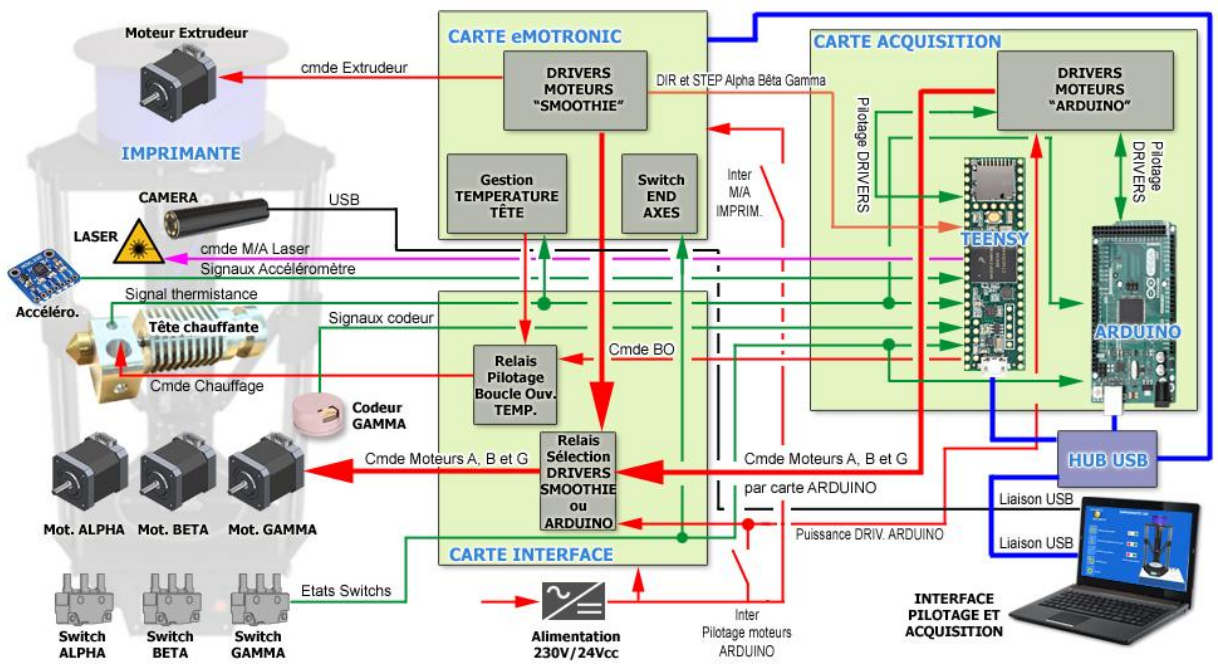 Moteur Extrudeur
cmde Extrudeur
IMPRIMANTE
CAMERA
USB
LASER
cmde M/A Laser
Signaux Accéléromètre
Accéléro.
Signal thermistance
Tête chauffante
Signaux codeur
Cmde Chauffage
Codeur
GAMMA
Cmde Moteurs A, B et G
Mot. ALPHA
Mot. BETA
Mot. GAMMA
Etats Switchs
Switch
ALPHA
Switch
BETA
Switch
GAMMA
CARTE eMOTRONIC
DRIVERS
MOTEURS
“SMOOTHIE”
Gestion
TEMPERATURE
TÊTE
Switch
END
AXES
DIR et STEP Alpha Bêta Gamma
Inter
M/A
IMPRIM.
Relais
Pilotage
Boucle Ouv.
TEMP.
Cmde BO
Relais
Sélection
DRIVERS
SMOOTHIE
ou
ARDUINO
CARTE INTERFACE
Alimentation
230V/24Vcc
Inter
Pilotage moteurs
ARDUINO
Cmde Moteurs A, B et G
par carte ARDUINO
Puissance DRIV. ARDUINO
CARTE ACQUISITION
DRIVERS
MOTEURS
“ARDUINO”
Pilotage DRIVERS
Pilotage
DRIVERS
TEENSY
ARDUINO
HUB USB
Liaison USB
Liaison USB
INTERFACE
PILOTAGE ET
ACQUISITION